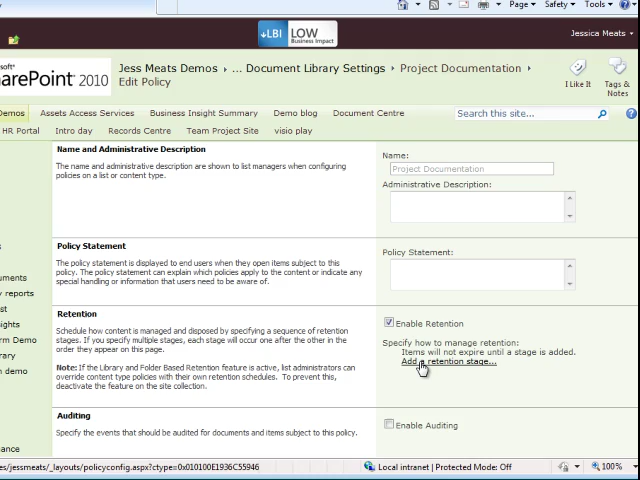 Page
Safety
Tools
LBI LOW
Business Impact
Jessica Meats
soft
arePoint 2010
Jess Meats Demos ▸ ... Document Library Settings ▸ Project Documentation ▸
Edit Policy
I Like It
Tags &
Notes
Demos
Assets Access Services
Business Insight Summary
Demo blog
Document Centre
Search this site...
HR Portal
Intro day
Records Centre
Team Project Site
visio play
Name and Administrative Description
The name and administrative description are shown to list managers when configuring
policies on a list or content type.
Name:
Project Documentation
Administrative Description:
Policy Statement
The policy statement is displayed to end users when they open items subject to this
policy. The policy statement can explain which policies apply to the content or indicate any
special handling or information that users need to be aware of.
Policy Statement:
uments
y reports
st
sights
rm Demo
rary
n demo
ance
Retention
Schedule how content is managed and disposed by specifying a sequence of retention
stages. If you specify multiple stages, each stage will occur one after the other in the
order they appear on this page.
Note: If the Library and Folder Based Retention feature is active, list administrators can
override content type policies with their own retention schedules. To prevent this,
deactivate the feature on the site collection.
Enable Retention
Specify how to manage retention:
Items will not expire until a stage is added.
Add a retention stage...
Auditing
Specify the events that should be audited for documents and items subject to this policy.
Enable Auditing
es/jessmeats/_layouts/policyconfig.aspx?ctype=0x010100E1936C55946
Local intranet | Protected Mode: Off
100%